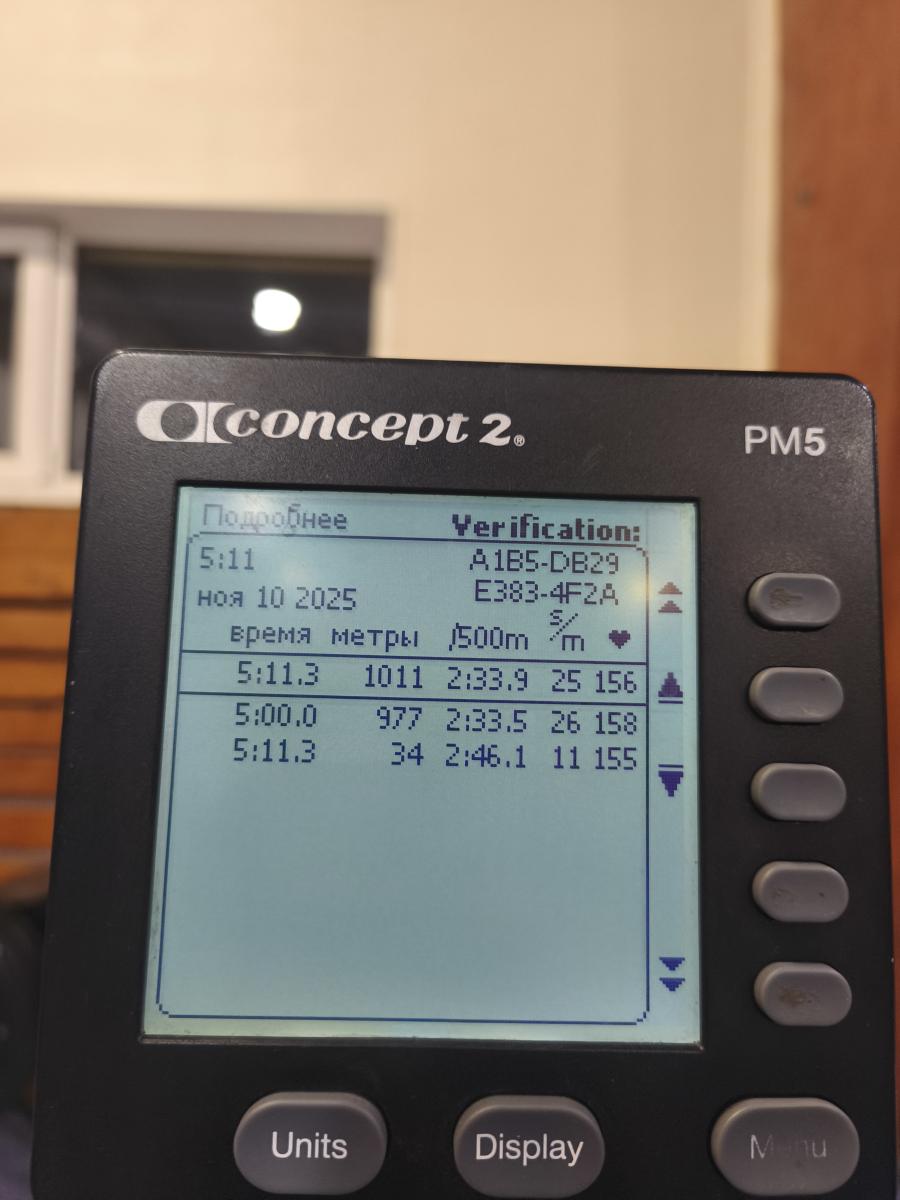 concept 2®
PM5
Подробнее Verification:
5:11 A1B5-DB29
ноя 10 2025 E383-4F2A
время метры /500m s/m ♥
5:11.3 1011 2:33.9 25 156
5:00.0 977 2:33.5 26 158
5:11.3 34 2:46.1 11 155
Units Display Menu